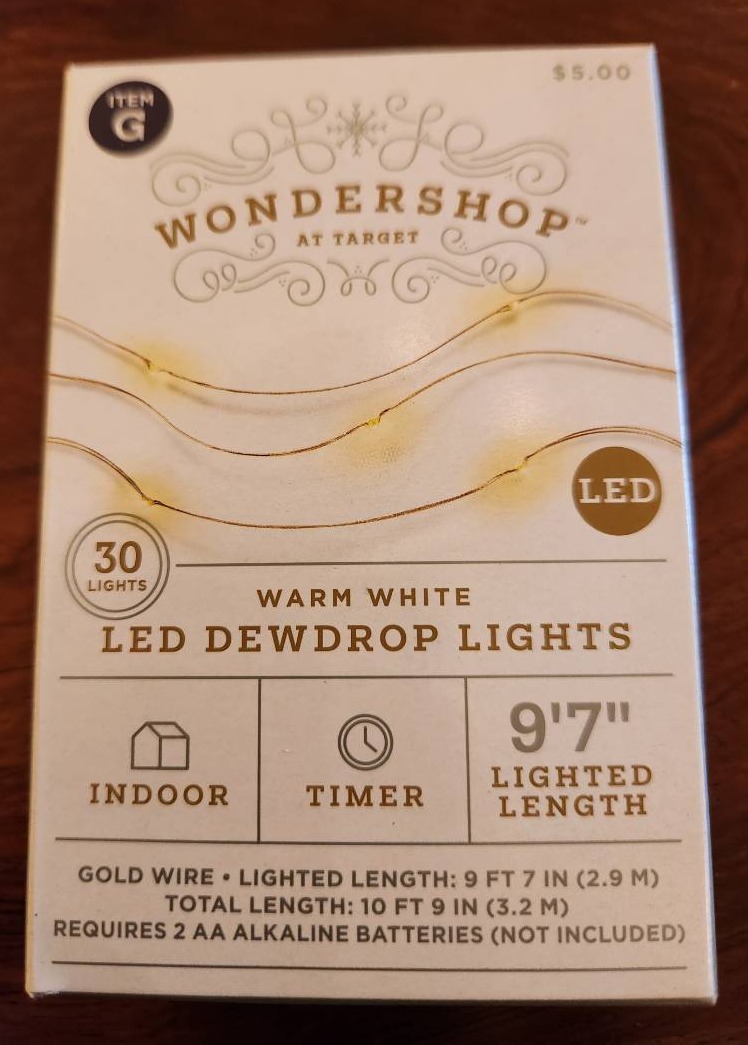 $5.00
ITEM
G
WONDERSHOP™
AT TARGET
LED
30
LIGHTS
WARM WHITE
LED DEWDROP LIGHTS
INDOOR
TIMER
9'7"
LIGHTED
LENGTH
GOLD WIRE • LIGHTED LENGTH: 9 FT 7 IN (2.9 M)
TOTAL LENGTH: 10 FT 9 IN (3.2 M)
REQUIRES 2 AA ALKALINE BATTERIES (NOT INCLUDED)